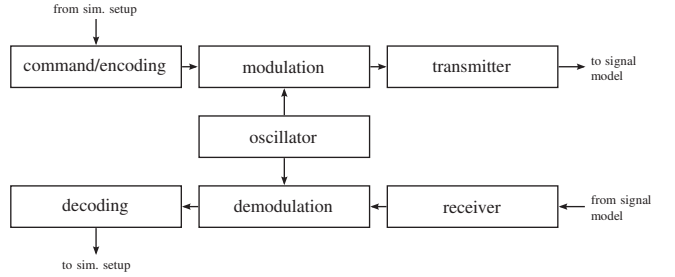 from sim. setup
command/encoding
modulation
transmitter
to signal
model
oscillator
decoding
demodulation
receiver
from signal
model
to sim. setup